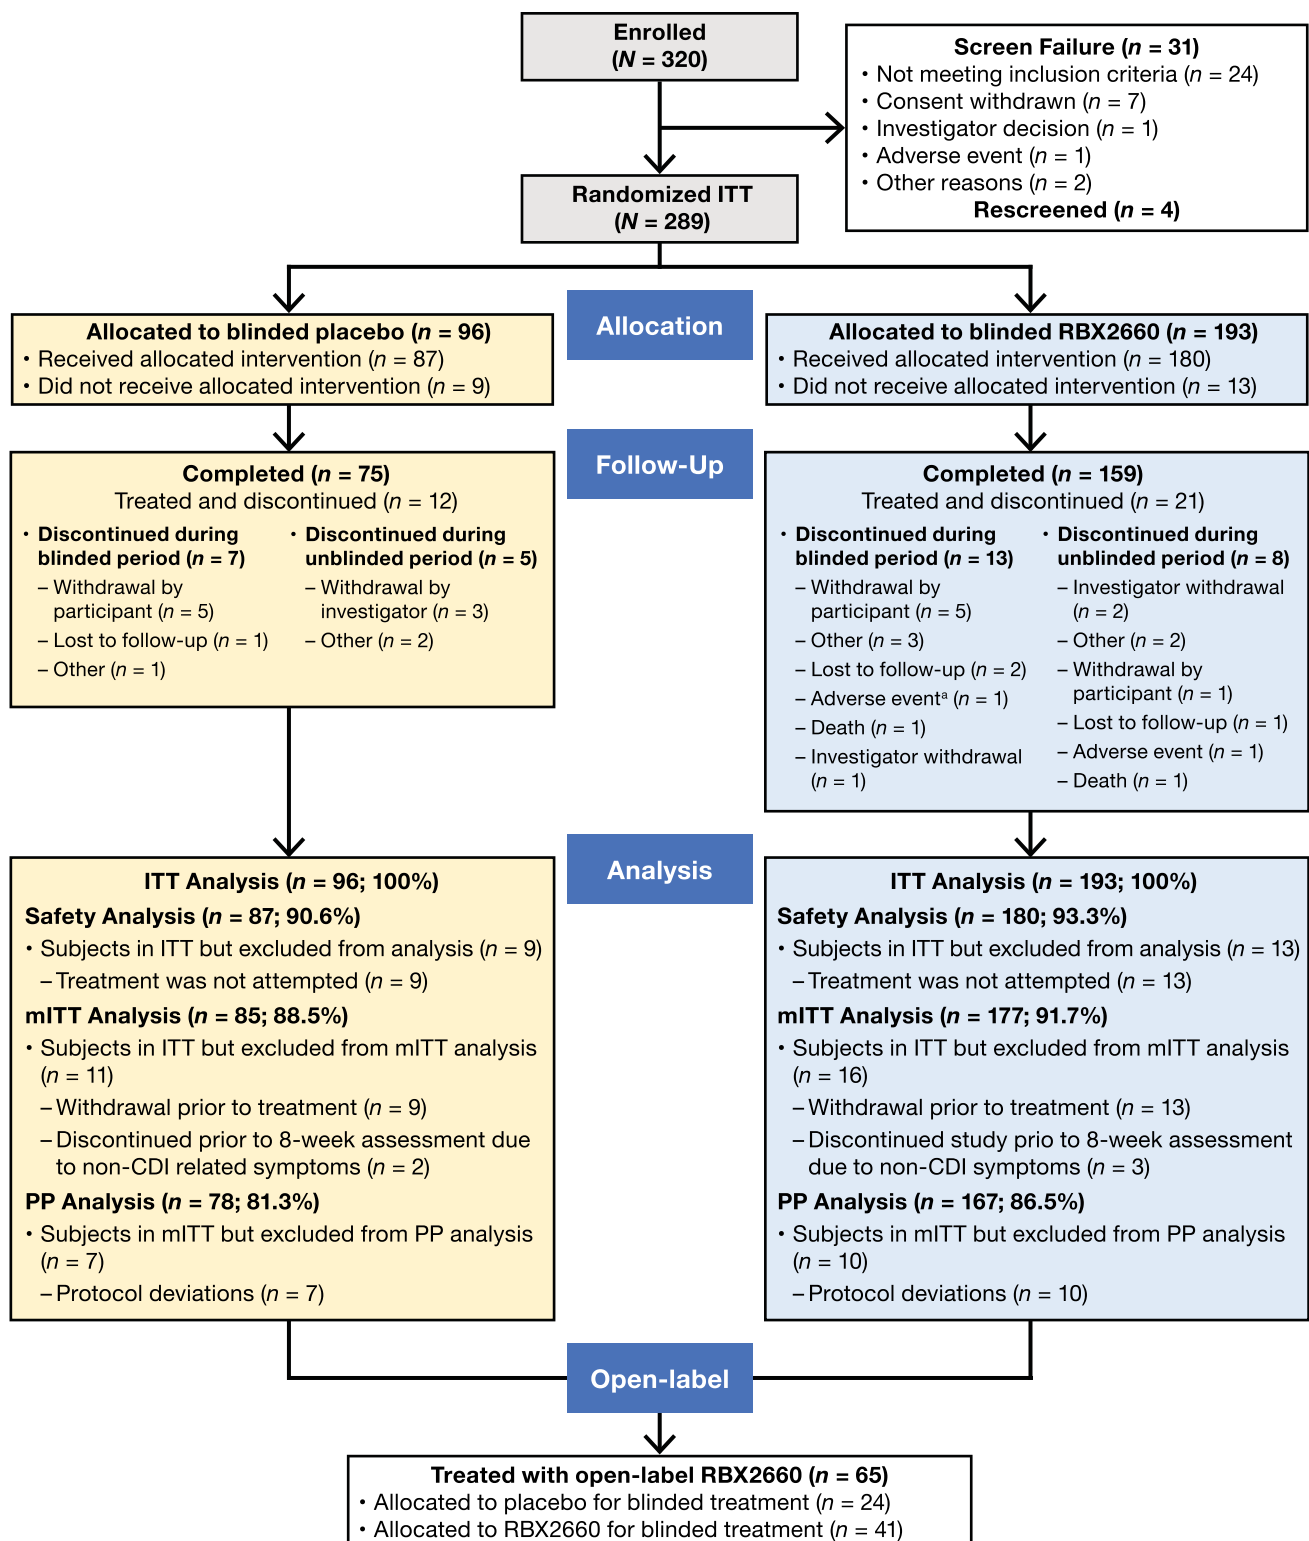 Enrolled
(N = 320)
Screen Failure (n = 31)
• Not meeting inclusion criteria (n = 24)
• Consent withdrawn (n = 7)
• Investigator decision (n = 1)
• Adverse event (n = 1)
• Other reasons (n = 2)
Rescreened (n = 4)
Randomized ITT
(N = 289)
Allocation
Allocated to blinded placebo (n = 96)
• Received allocated intervention (n = 87)
• Did not receive allocated intervention (n = 9)
Allocated to blinded RBX2660 (n = 193)
• Received allocated intervention (n = 180)
• Did not receive allocated intervention (n = 13)
Follow-Up
Completed (n = 75)
Treated and discontinued (n = 12)
• Discontinued during
blinded period (n = 7)
– Withdrawal by
participant (n = 5)
– Lost to follow-up (n = 1)
– Other (n = 1)
• Discontinued during
unblinded period (n = 5)
– Withdrawal by
investigator (n = 3)
– Other (n = 2)
Completed (n = 159)
Treated and discontinued (n = 21)
• Discontinued during
blinded period (n = 13)
– Withdrawal by
participant (n = 5)
– Other (n = 3)
– Lost to follow-up (n = 2)
– Adverse eventª (n = 1)
– Death (n = 1)
– Investigator withdrawal
(n = 1)
• Discontinued during
unblinded period (n = 8)
– Investigator withdrawal
(n = 2)
– Other (n = 2)
– Withdrawal by
participant (n = 1)
– Lost to follow-up (n = 1)
– Adverse event (n = 1)
– Death (n = 1)
Analysis
ITT Analysis (n = 96; 100%)
Safety Analysis (n = 87; 90.6%)
• Subjects in ITT but excluded from analysis (n = 9)
– Treatment was not attempted (n = 9)
mITT Analysis (n = 85; 88.5%)
• Subjects in ITT but excluded from mITT analysis
(n = 11)
– Withdrawal prior to treatment (n = 9)
– Discontinued prior to 8-week assessment due
to non-CDI related symptoms (n = 2)
PP Analysis (n = 78; 81.3%)
• Subjects in mITT but excluded from PP analysis
(n = 7)
– Protocol deviations (n = 7)
ITT Analysis (n = 193; 100%)
Safety Analysis (n = 180; 93.3%)
• Subjects in ITT but excluded from analysis (n = 13)
– Treatment was not attempted (n = 13)
mITT Analysis (n = 177; 91.7%)
• Subjects in ITT but excluded from mITT analysis
(n = 16)
– Withdrawal prior to treatment (n = 13)
– Discontinued study prio to 8-week assessment
due to non-CDI symptoms (n = 3)
PP Analysis (n = 167; 86.5%)
• Subjects in mITT but excluded from PP analysis
(n = 10)
– Protocol deviations (n = 10)
Open-label
Treated with open-label RBX2660 (n = 65)
• Allocated to placebo for blinded treatment (n = 24)
• Allocated to RBX2660 for blinded treatment (n = 41)